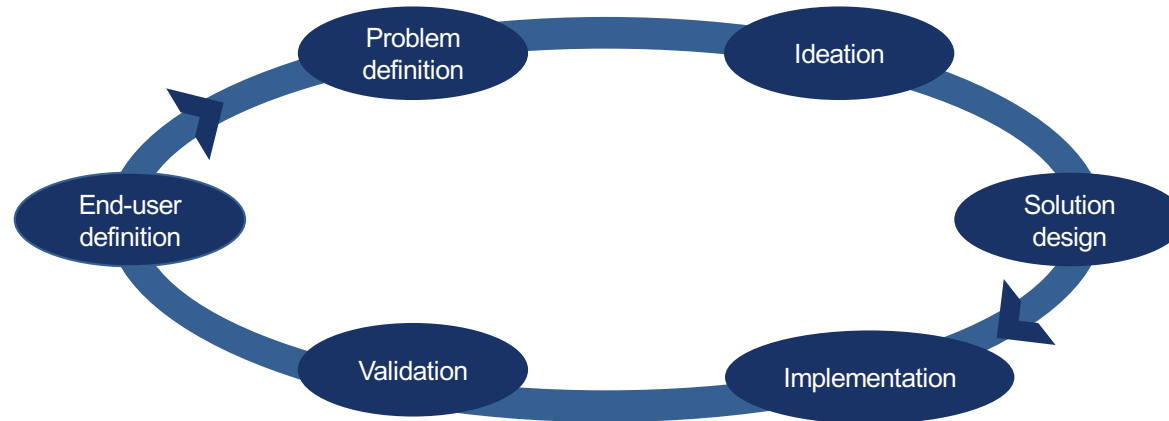 Problem
definition
Ideation
End-user
definition
Solution
design
Validation
Implementation